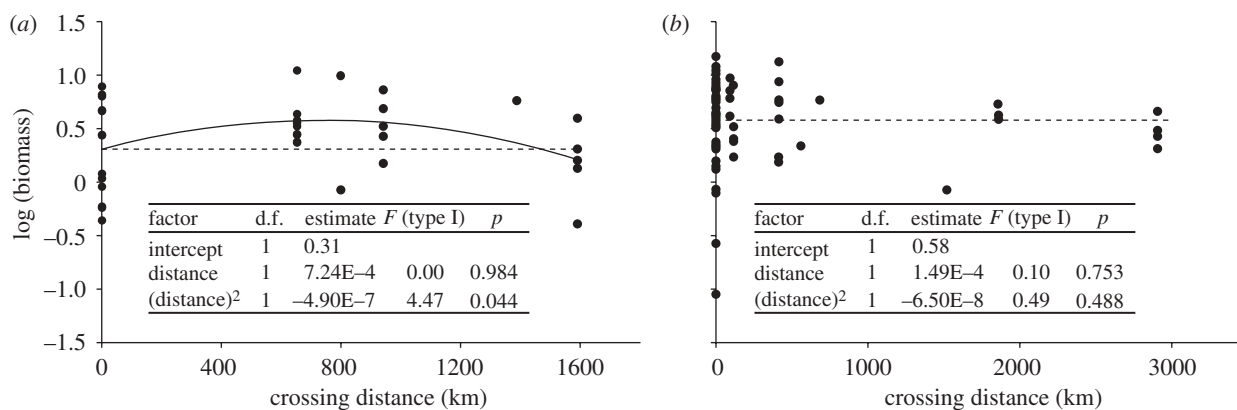 (a)
1.5
1.0
0.5
0
−0.5
−1.0
−1.5
log (biomass)
factor d.f. estimate F (type I) p
intercept 1 0.31
distance 1 7.24E–4 0.00 0.984
(distance)² 1 –4.90E–7 4.47 0.044
0 400 800 1200 1600
crossing distance (km)
(b)
factor d.f. estimate F (type I) p
intercept 1 0.58
distance 1 1.49E–4 0.10 0.753
(distance)² 1 –6.50E–8 0.49 0.488
0 1000 2000 3000
crossing distance (km)